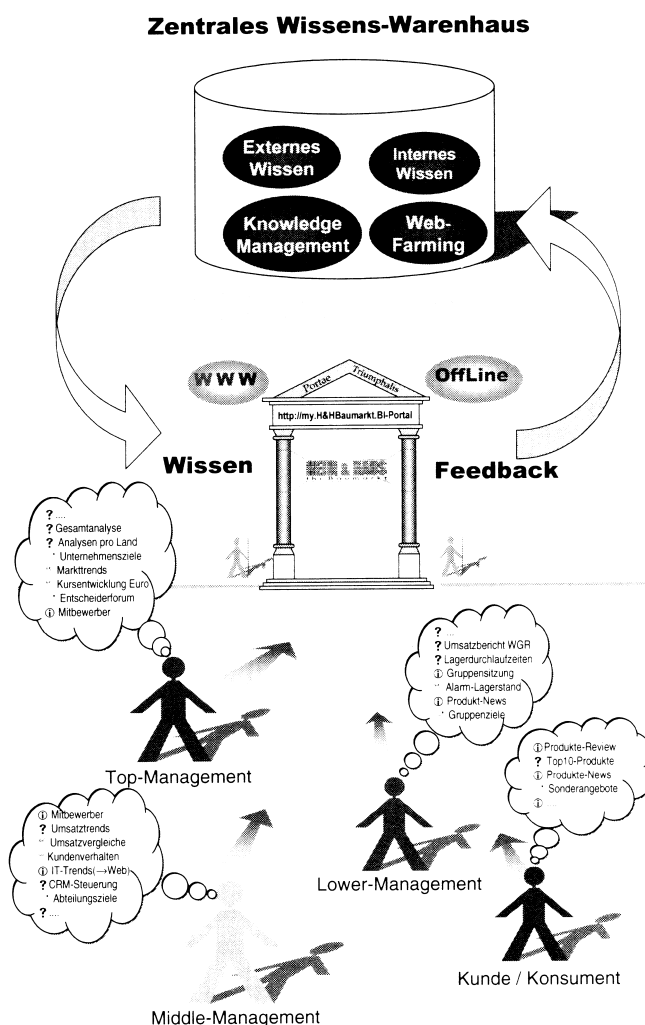 Zentrales Wissens-Warenhaus
Externes
Wissen
Internes
Wissen
Knowledge
Management
Web-
Farming
WWW
Portae Triumphalis
OffLine
http://my.H&HBaumarkt.BI-Portal
Wissen
Feedback
? ....
? Gesamtanalyse
? Analysen pro Land
Unternehmensziele
Markttrends
Kursentwicklung Euro
Entscheiderforum
ⓘ Mitbewerber
Top-Management
? ....
? Umsatzbericht WGR
? Lagerdurchlaufzeiten
ⓘ Gruppensitzung
Alarm-Lagerstand
ⓘ Produkt-News
Gruppenziele
Lower-Management
ⓘ Produkte-Review
? Top10-Produkte
ⓘ Produkte-News
Sonderangebote
ⓘ ....
Kunde / Konsument
ⓘ Mitbewerber
? Umsatztrends
Umsatzvergleiche
Kundenverhalten
ⓘ IT-Trends(→Web)
? CRM-Steuerung
Abteilungsziele
? ....
Middle-Management